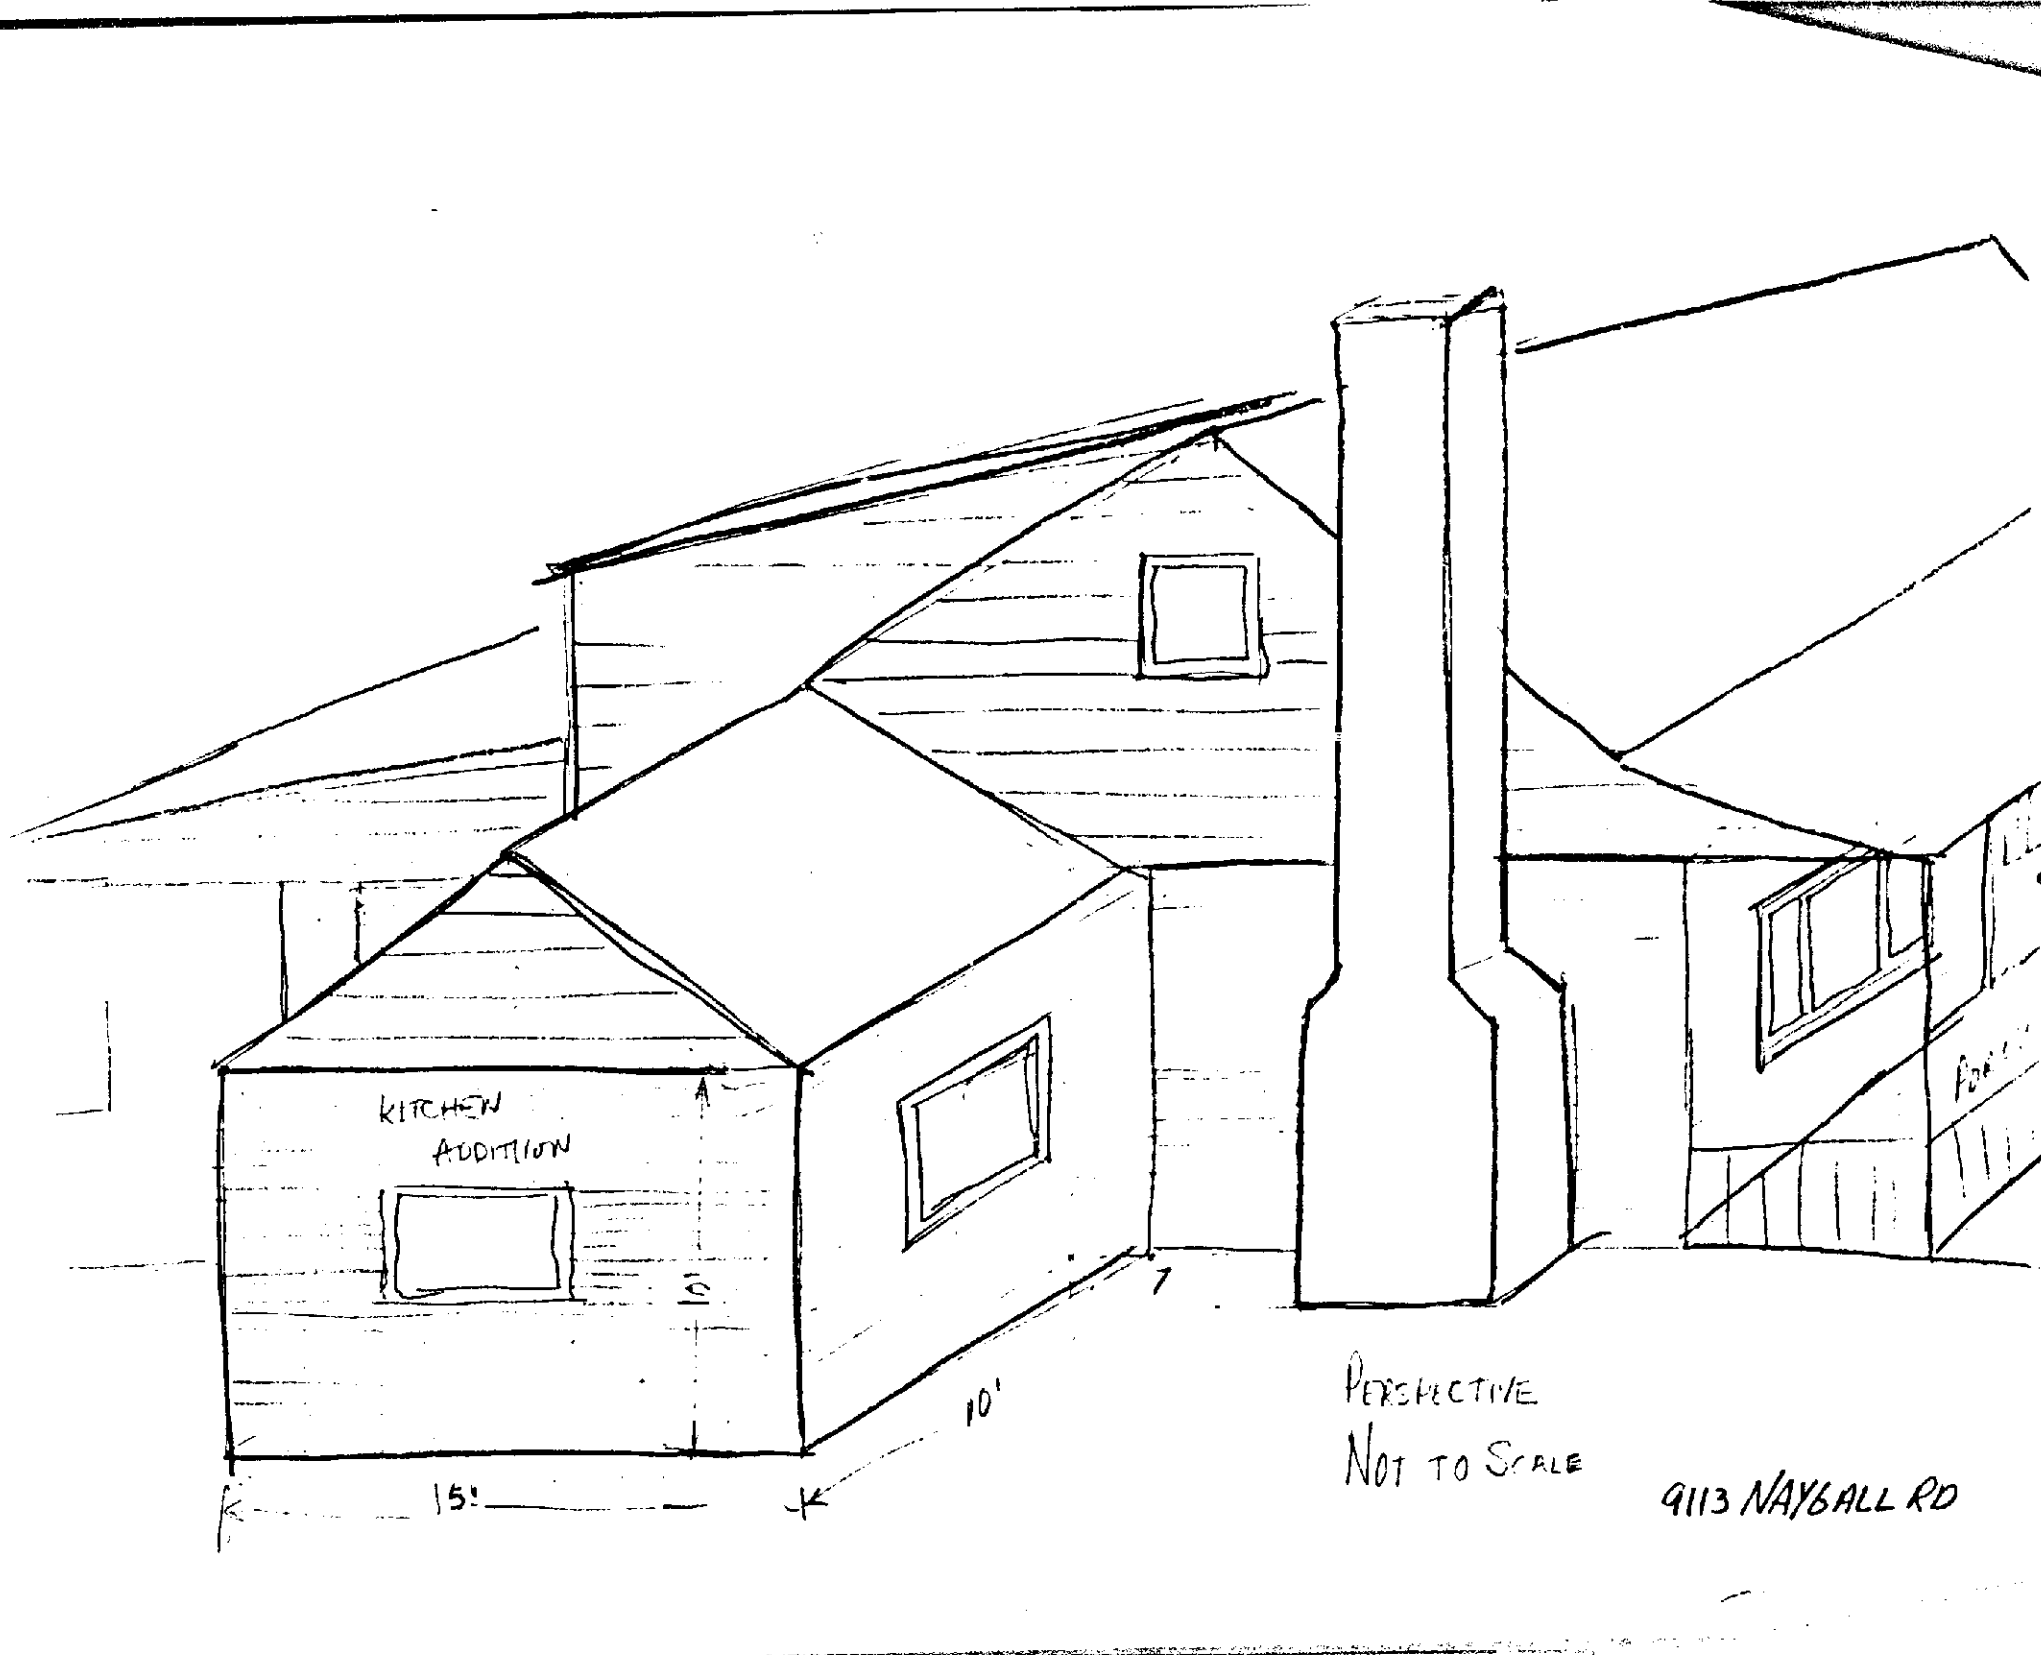 KITCHEN
ADDITION
10'
15'
PERSPECTIVE
NOT TO SCALE
9113 NAYGALL RD